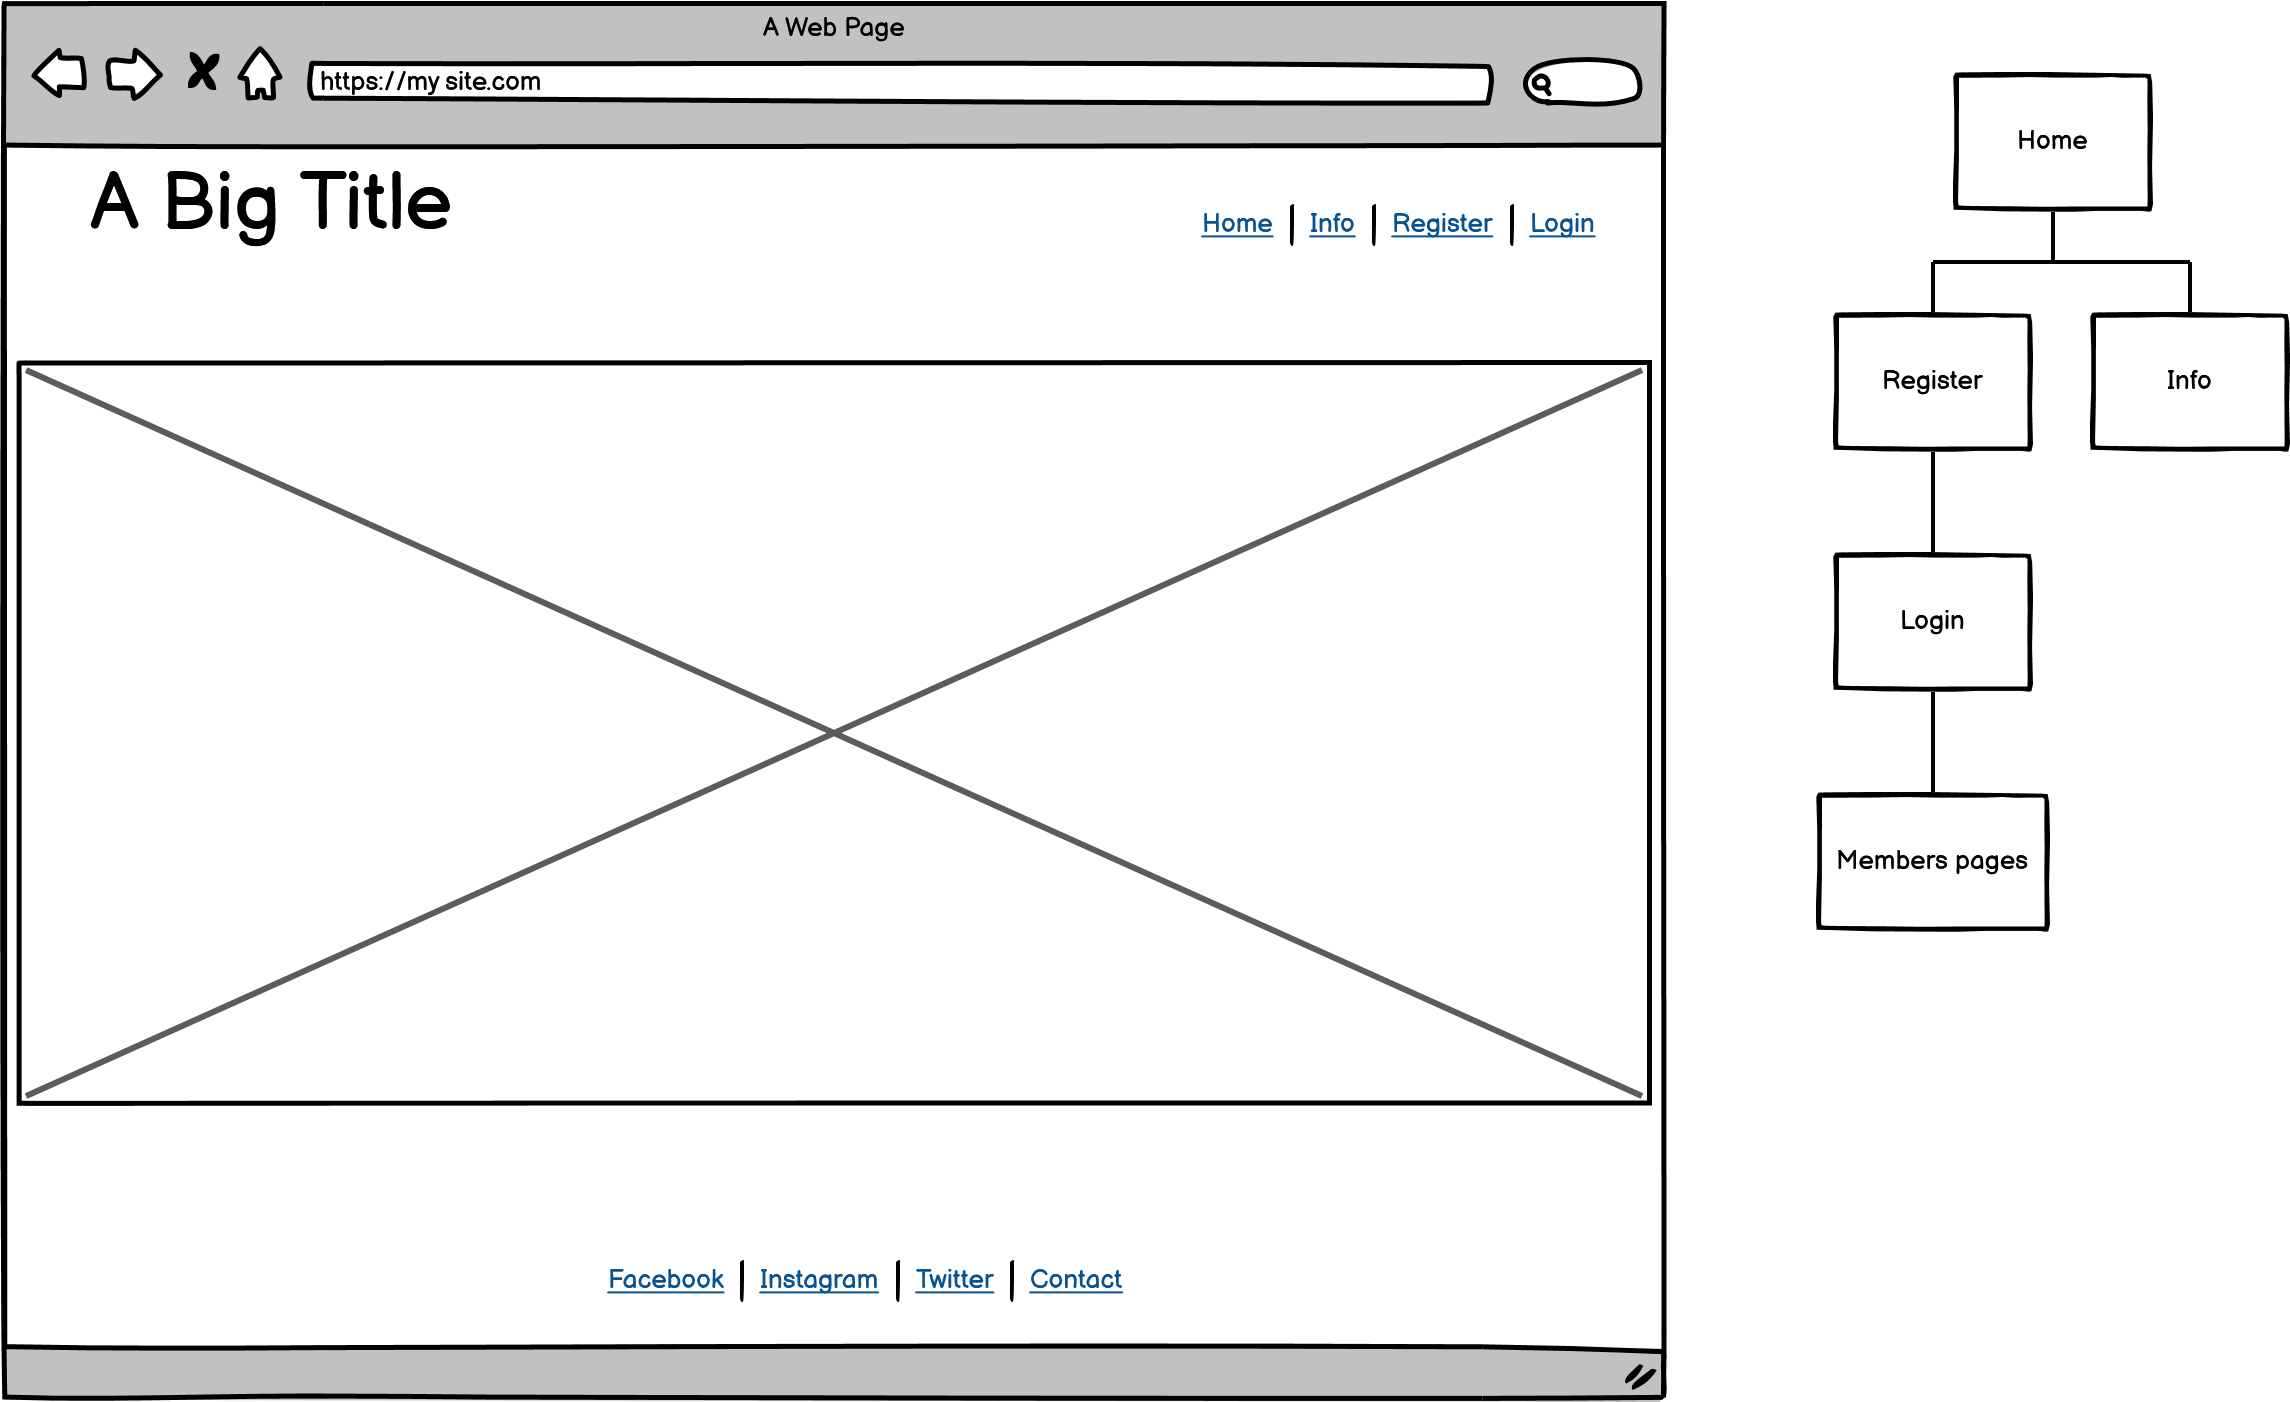 A Web Page
https://my site.com
A Big Title
Home | Info | Register | Login
Facebook | Instagram | Twitter | Contact
Home
Register
Info
Login
Members pages